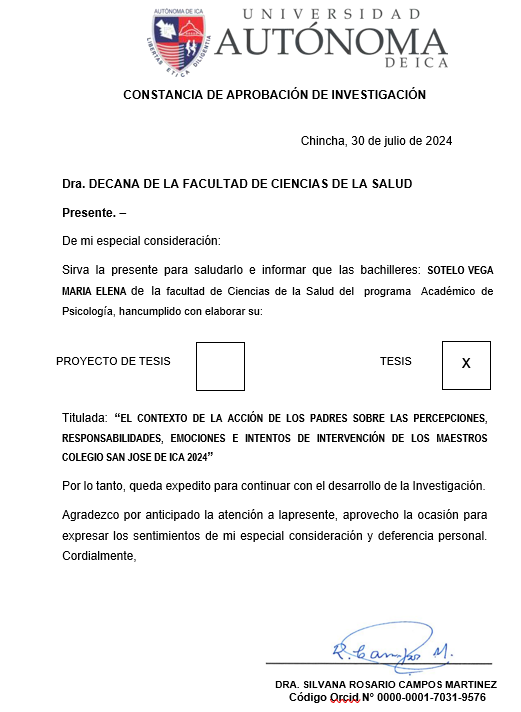 AUTÓNOMA DE ICA
LIBERTAS ETICA DILIGENTIA
UNIVERSIDAD
AUTÓNOMA
DE ICA
CONSTANCIA DE APROBACIÓN DE INVESTIGACIÓN
Chincha, 30 de julio de 2024
Dra. DECANA DE LA FACULTAD DE CIENCIAS DE LA SALUD
Presente. –
De mi especial consideración:
Sirva la presente para saludarlo e informar que las bachilleres: SOTELO VEGA
MARIA ELENA de la facultad de Ciencias de la Salud del programa Académico de
Psicología, hancumplido con elaborar su:
PROYECTO DE TESIS TESIS X
Titulada: “EL CONTEXTO DE LA ACCIÓN DE LOS PADRES SOBRE LAS PERCEPCIONES,
RESPONSABILIDADES, EMOCIONES E INTENTOS DE INTERVENCIÓN DE LOS MAESTROS
COLEGIO SAN JOSE DE ICA 2024”
Por lo tanto, queda expedito para continuar con el desarrollo de la Investigación.
Agradezco por anticipado la atención a lapresente, aprovecho la ocasión para
expresar los sentimientos de mi especial consideración y deferencia personal.
Cordialmente,
R. Campos M.
DRA. SILVANA ROSARIO CAMPOS MARTINEZ
Código Orcid N° 0000-0001-7031-9576